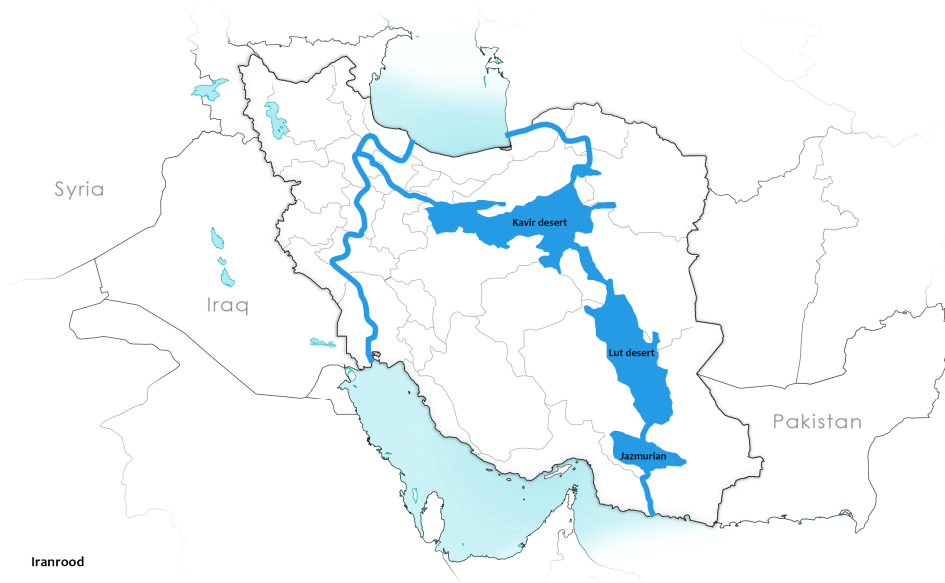 Syria
Kavir desert
Iraq
Lut desert
Pakistan
Jazmurian
Iranrood